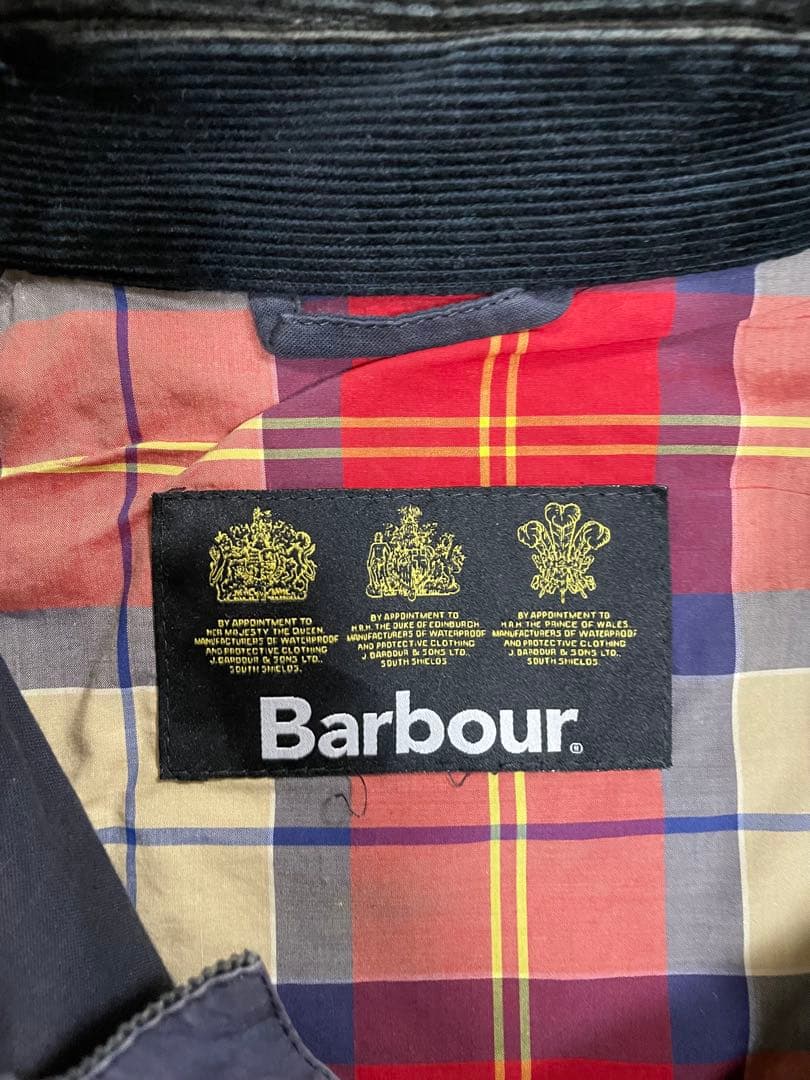 BY APPOINTMENT TO
HER MAJESTY THE QUEEN
MANUFACTURERS OF WATERPROOF
AND PROTECTIVE CLOTHING
J. BARBOUR & SONS LTD.,
SOUTH SHIELDS.
BY APPOINTMENT TO
H.R.H. THE DUKE OF EDINBURGH
MANUFACTURERS OF WATERPROOF
AND PROTECTIVE CLOTHING
J. BARBOUR & SONS LTD.
SOUTH SHIELDS.
BY APPOINTMENT TO
H.R.H. THE PRINCE OF WALES
MANUFACTURERS OF WATERPROOF
AND PROTECTIVE CLOTHING
J. BARBOUR & SONS LTD.,
SOUTH SHIELDS.
Barbour®